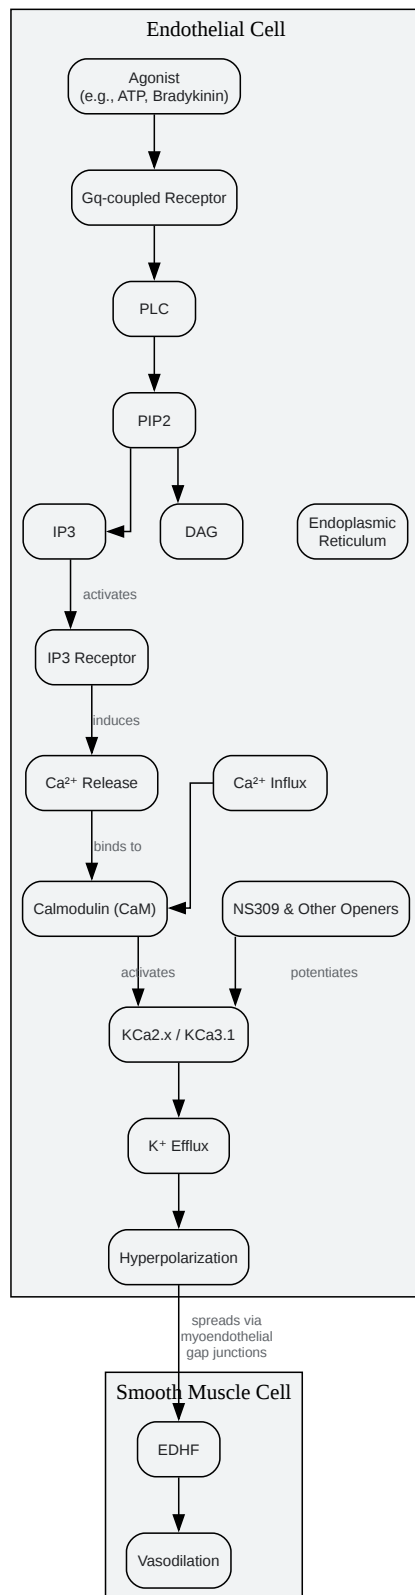 Endothelial Cell
Agonist
(e.g., ATP, Bradykinin)
Gq-coupled Receptor
PLC
PIP2
IP3
DAG
Endoplasmic
Reticulum
activates
IP3 Receptor
induces
Ca²⁺ Release
Ca²⁺ Influx
binds to
Calmodulin (CaM)
NS309 & Other Openers
activates
potentiates
KCa2.x / KCa3.1
K⁺ Efflux
Hyperpolarization
spreads via
myoendothelial
gap junctions
Smooth Muscle Cell
EDHF
Vasodilation